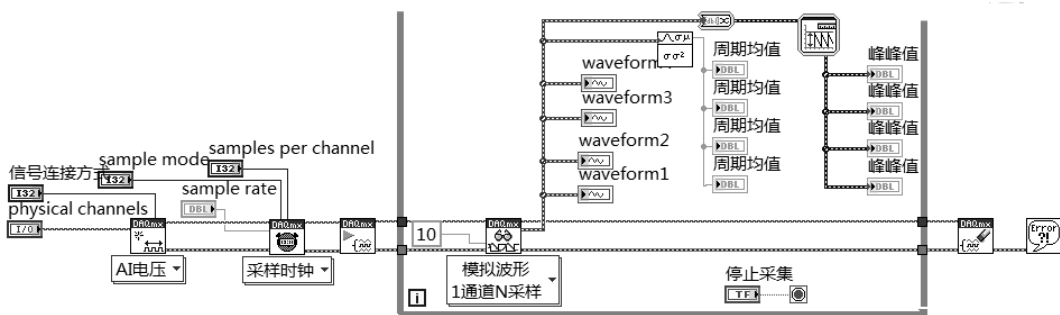 周期均值
DBL
周期均值
DBL
周期均值
DBL
周期均值
DBL
峰峰值
DBL
峰峰值
DBL
峰峰值
DBL
峰峰值
DBL
σμ
σσ²
waveform
waveform3
waveform2
waveform1
samples per channel
I32
sample mode
I32
sample rate
DBL
信号连接方式
I32
physical channels
I/O
DAQmx
AI电压
DAQmx
采样时钟
DAQmx
10
DAQmx
模拟波形
1通道N采样
i
停止采集
TF
DAQmx
Error
?!